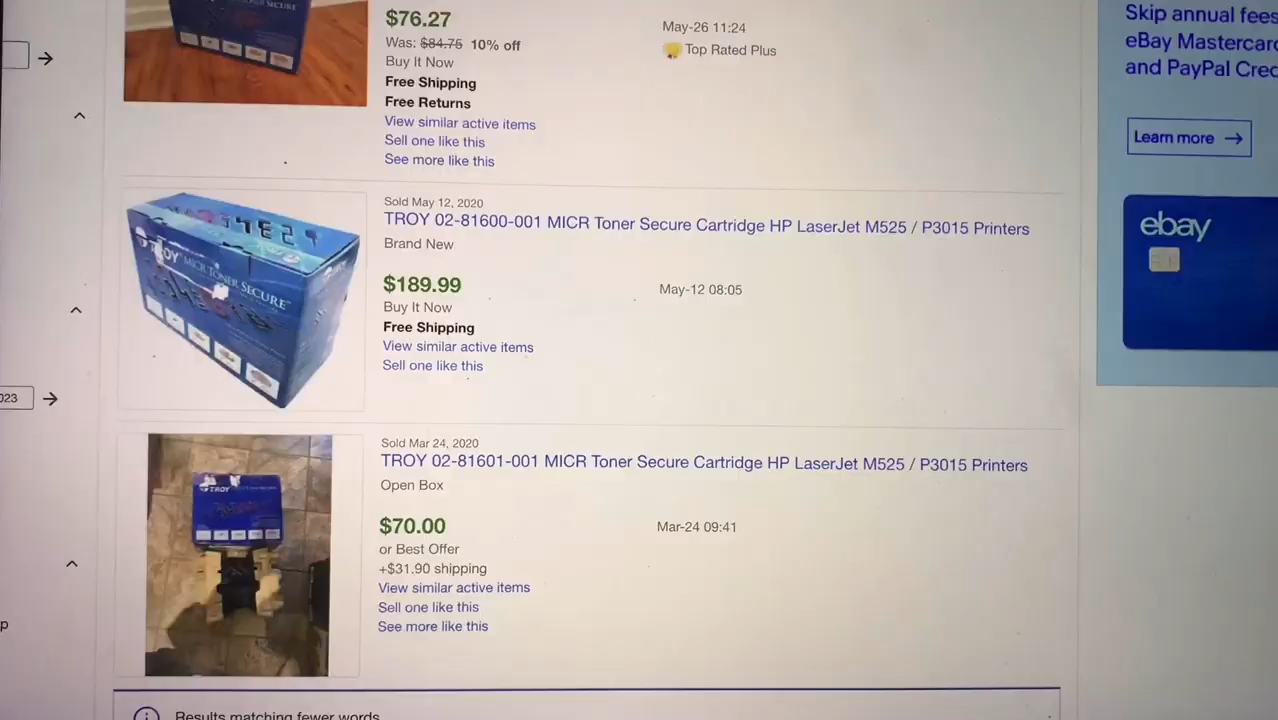 $76.27
Was: $84.75 10% off
Buy It Now
Free Shipping
Free Returns
View similar active items
Sell one like this
See more like this
May-26 11:24
Top Rated Plus
Skip annual fees
eBay Mastercard
and PayPal Cred
Learn more →
ebay
Sold May 12, 2020
TROY 02-81600-001 MICR Toner Secure Cartridge HP LaserJet M525 / P3015 Printers
Brand New
$189.99
Buy It Now
Free Shipping
View similar active items
Sell one like this
May-12 08:05
TROY MICR TONER SECURE
023
Sold Mar 24, 2020
TROY 02-81601-001 MICR Toner Secure Cartridge HP LaserJet M525 / P3015 Printers
Open Box
$70.00
or Best Offer
+$31.90 shipping
View similar active items
Sell one like this
See more like this
Mar-24 09:41
TROY
p
Results matching fewer words